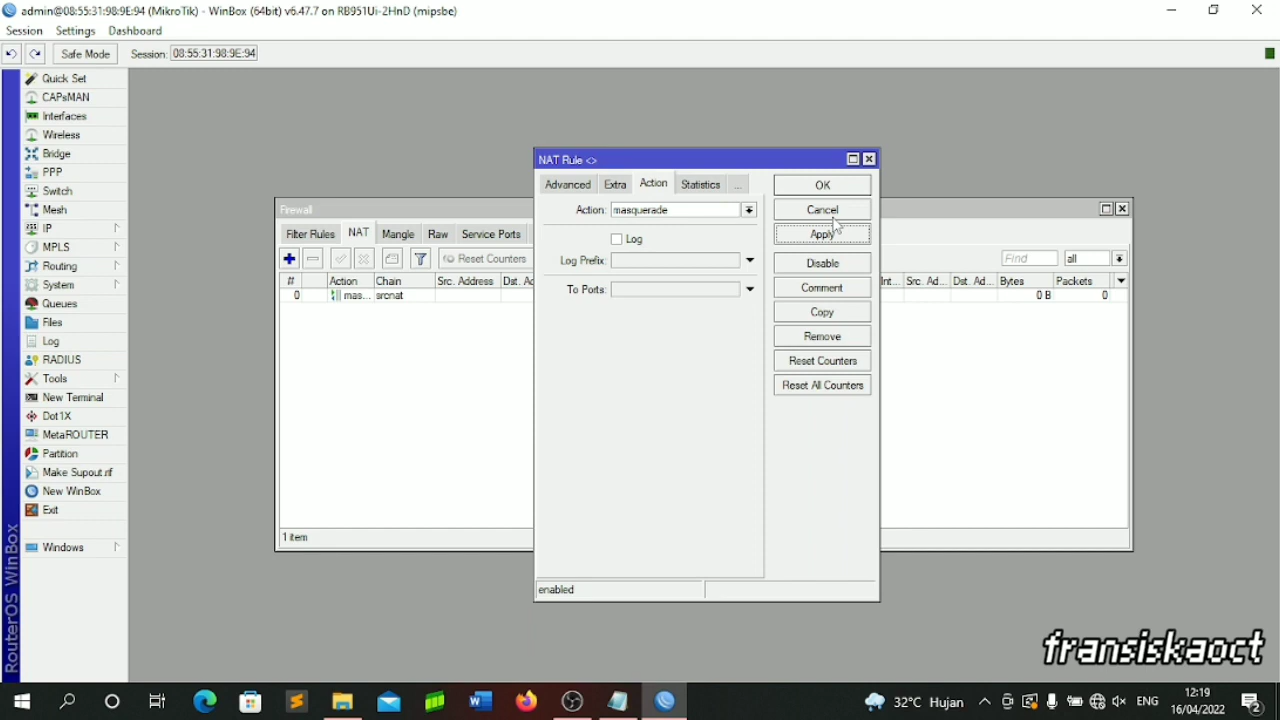 admin@08:55:31:98:9E:94 (MikroTik) - WinBox (64bit) v6.47.7 on RB951Ui-2HnD (mipsbe)
Session Settings Dashboard
Safe Mode Session: 08:55:31:98:9E:94
Quick Set
CAPsMAN
Interfaces
Wireless
Bridge
PPP
Switch
Mesh
IP
MPLS
Routing
System
Queues
Files
Log
RADIUS
Tools
New Terminal
Dot1X
MetaROUTER
Partition
Make Supout.rif
New WinBox
Exit
Windows
RouterOS WinBox
Firewall
Filter Rules NAT Mangle Raw Service Ports
Reset Counters Find all
# Action Chain Src. Address Dst. Ac Int... Src. Ad... Dst. Ad... Bytes Packets
0 mas... srcnat 0 B 0
1 item
NAT Rule <>
Advanced Extra Action Statistics ...
Action: masquerade
Log
Log Prefix:
To Ports:
OK
Cancel
Apply
Disable
Comment
Copy
Remove
Reset Counters
Reset All Counters
enabled
transiskaoct
32°C Hujan ENG 12:19
16/04/2022
2